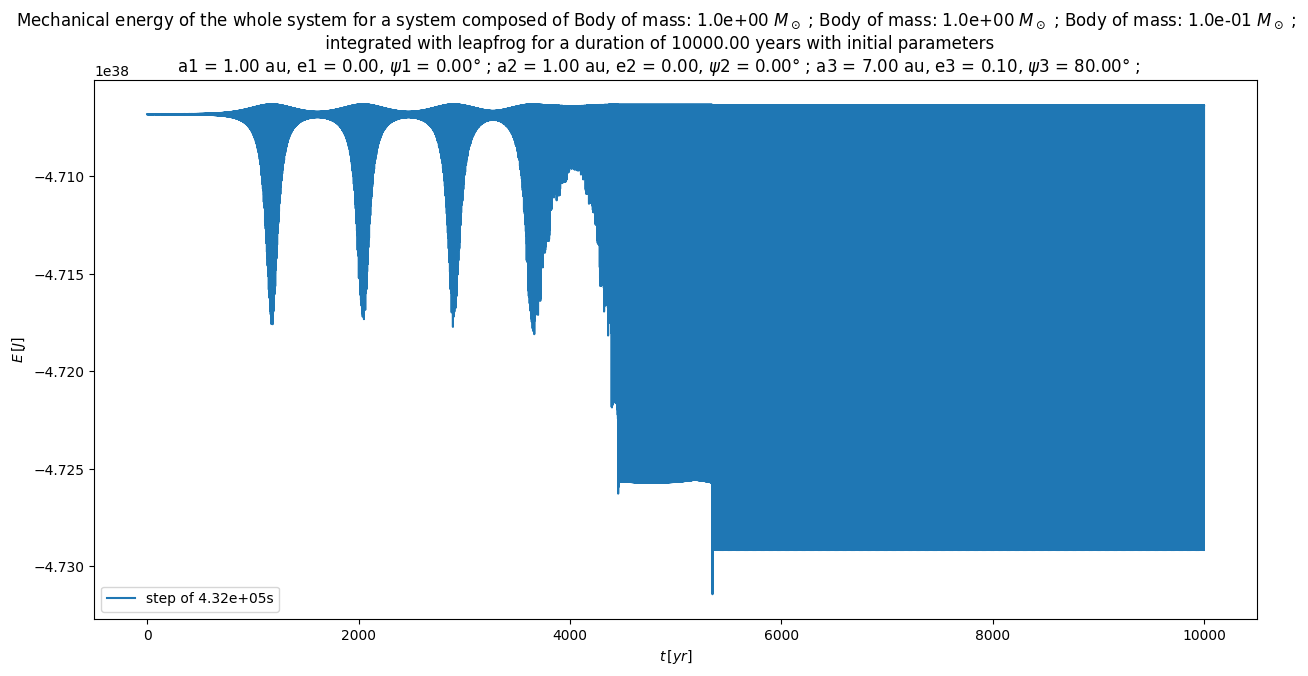 Mechanical energy of the whole system for a system composed of Body of mass: 1.0e+00 $M_\odot$ ; Body of mass: 1.0e+00 $M_\odot$ ; Body of mass: 1.0e-01 $M_\odot$ ;
integrated with leapfrog for a duration of 10000.00 years with initial parameters
a1 = 1.00 au, e1 = 0.00, ψ1 = 0.00° ; a2 = 1.00 au, e2 = 0.00, ψ2 = 0.00° ; a3 = 7.00 au, e3 = 0.10, ψ3 = 80.00° ;
1e38
−4.710
−4.715
−4.720
−4.725
−4.730
E [J]
step of 4.32e+05s
0 2000 4000 6000 8000 10000
t [yr]